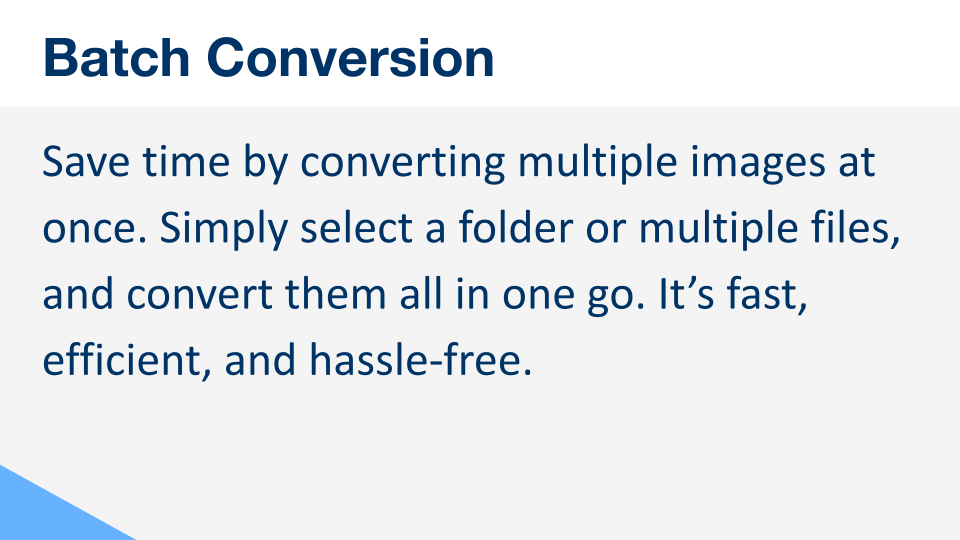 Batch Conversion
Save time by converting multiple images at
once. Simply select a folder or multiple files,
and convert them all in one go. It’s fast,
efficient, and hassle-free.